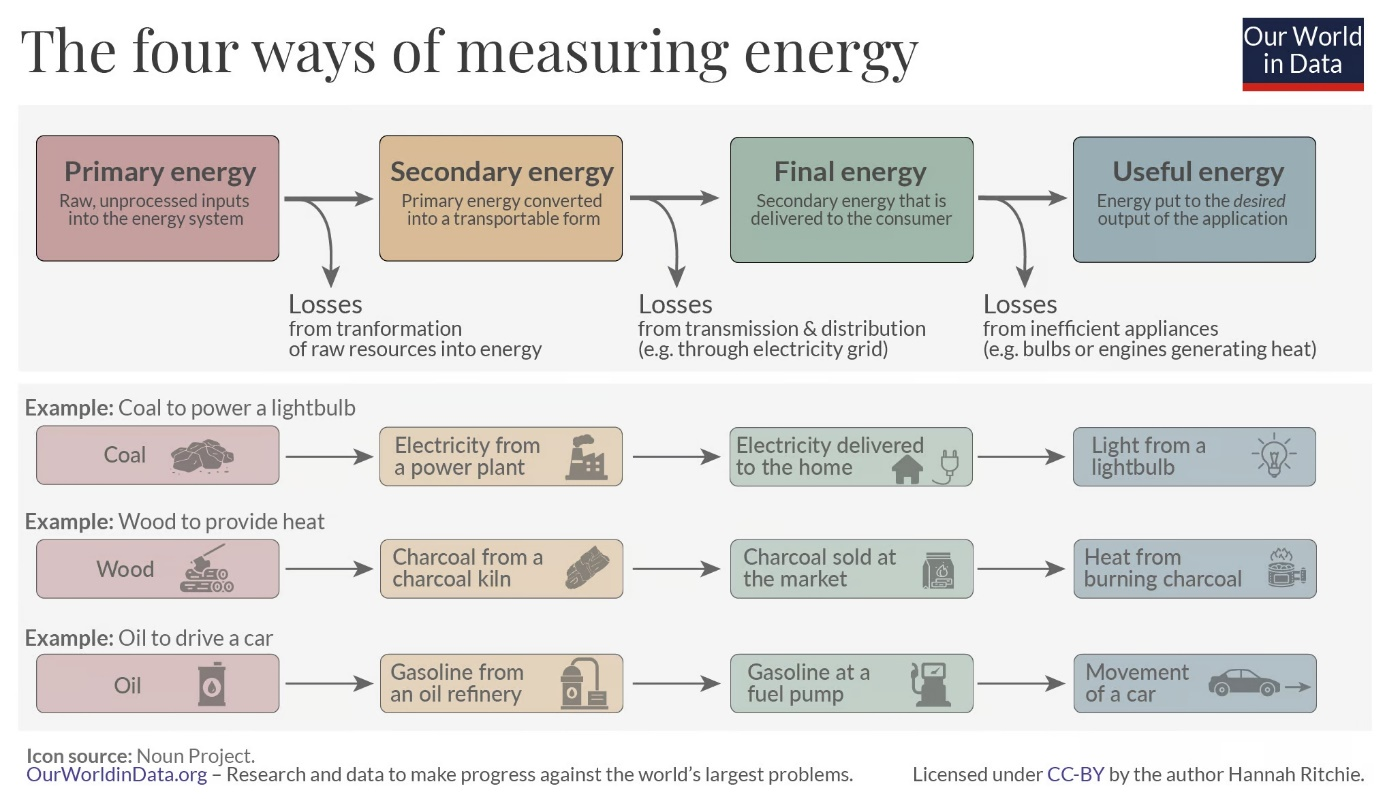 The four ways of measuring energy
Our World
in Data
Primary energy
Raw, unprocessed inputs
into the energy system
Secondary energy
Primary energy converted
into a transportable form
Final energy
Secondary energy that is
delivered to the consumer
Useful energy
Energy put to the desired
output of the application
Losses
from tranformation
of raw resources into energy
Losses
from transmission & distribution
(e.g. through electricity grid)
Losses
from inefficient appliances
(e.g. bulbs or engines generating heat)
Example: Coal to power a lightbulb
Coal
Electricity from
a power plant
Electricity delivered
to the home
Light from a
lightbulb
Example: Wood to provide heat
Wood
Charcoal from a
charcoal kiln
Charcoal sold at
the market
Heat from
burning charcoal
Example: Oil to drive a car
Oil
Gasoline from
an oil refinery
Gasoline at a
fuel pump
Movement
of a car
Icon source: Noun Project.
OurWorldinData.org – Research and data to make progress against the world’s largest problems.
Licensed under CC-BY by the author Hannah Ritchie.